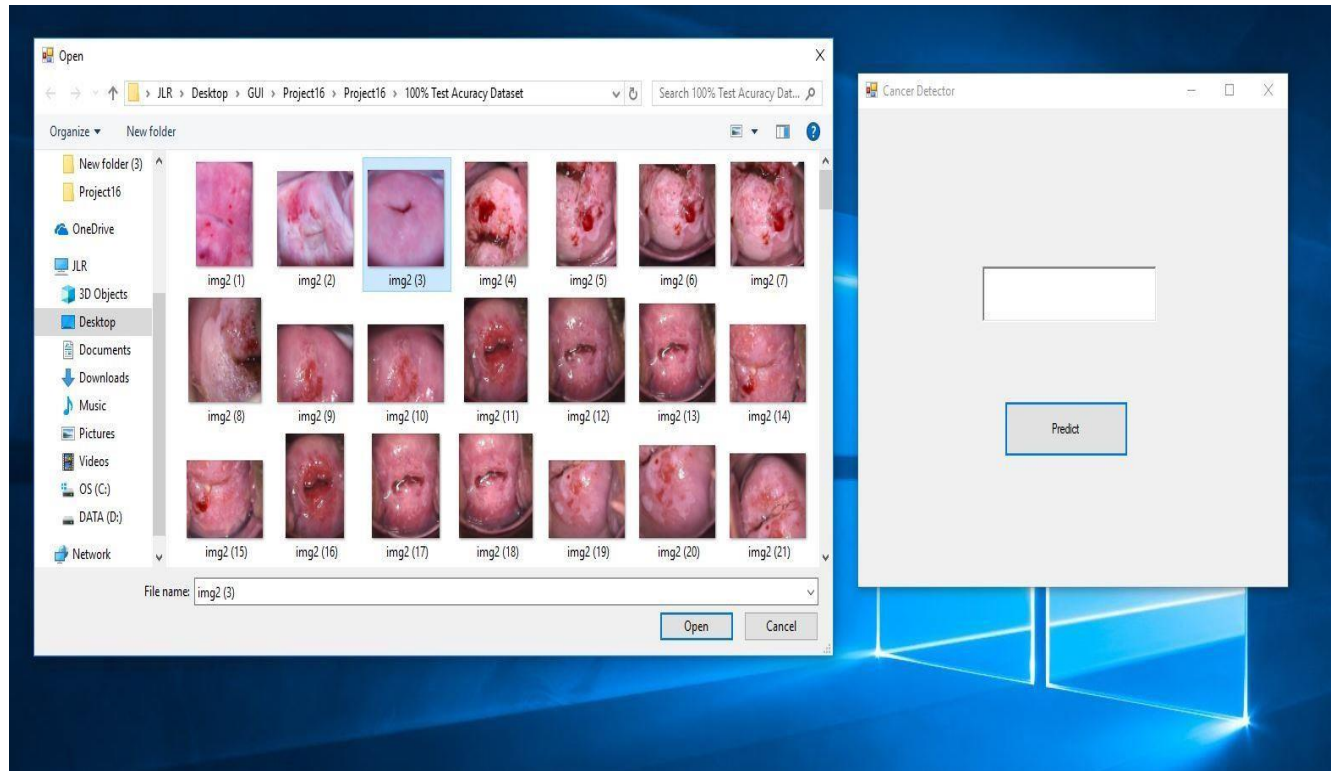 Open
JLR > Desktop > GUI > Project16 > Project16 > 100% Test Acuracy Dataset
Search 100% Test Acuracy Dat...
Organize
New folder
New folder (3)
Project16
OneDrive
JLR
3D Objects
Desktop
Documents
Downloads
Music
Pictures
Videos
OS (C:)
DATA (D:)
Network
img2 (1) img2 (2) img2 (3) img2 (4) img2 (5) img2 (6) img2 (7)
img2 (8) img2 (9) img2 (10) img2 (11) img2 (12) img2 (13) img2 (14)
img2 (15) img2 (16) img2 (17) img2 (18) img2 (19) img2 (20) img2 (21)
File name: img2 (3)
Open Cancel
Cancer Detector
Predict